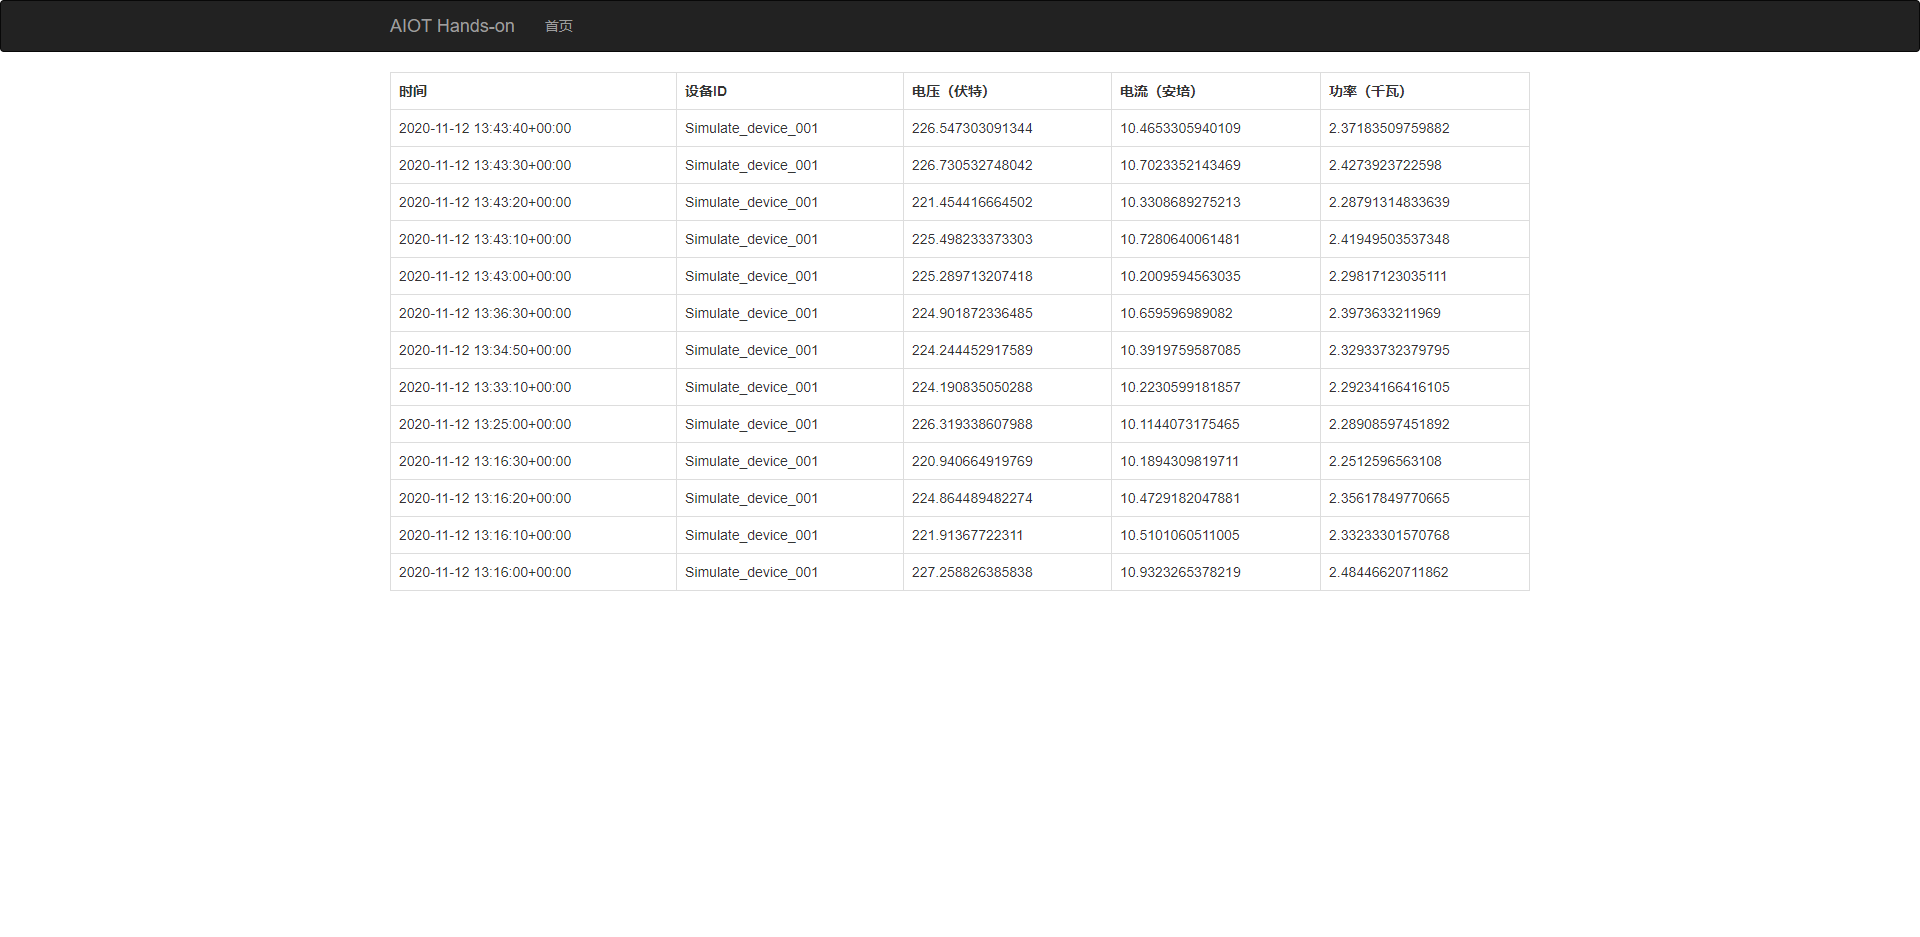 AIOT Hands-on 首页
时间 设备ID 电压（伏特） 电流（安培） 功率（千瓦）
2020-11-12 13:43:40+00:00 Simulate_device_001 226.547303091344 10.4653305940109 2.37183509759882
2020-11-12 13:43:30+00:00 Simulate_device_001 226.730532748042 10.7023352143469 2.4273923722598
2020-11-12 13:43:20+00:00 Simulate_device_001 221.454416664502 10.3308689275213 2.28791314833639
2020-11-12 13:43:10+00:00 Simulate_device_001 225.498233373303 10.7280640061481 2.41949503537348
2020-11-12 13:43:00+00:00 Simulate_device_001 225.289713207418 10.2009594563035 2.29817123035111
2020-11-12 13:36:30+00:00 Simulate_device_001 224.901872336485 10.659596989082 2.3973633211969
2020-11-12 13:34:50+00:00 Simulate_device_001 224.244452917589 10.3919759587085 2.32933732379795
2020-11-12 13:33:10+00:00 Simulate_device_001 224.190835050288 10.2230599181857 2.29234166416105
2020-11-12 13:25:00+00:00 Simulate_device_001 226.319338607988 10.1144073175465 2.28908597451892
2020-11-12 13:16:30+00:00 Simulate_device_001 220.940664919769 10.1894309819711 2.2512596563108
2020-11-12 13:16:20+00:00 Simulate_device_001 224.864489482274 10.4729182047881 2.35617849770665
2020-11-12 13:16:10+00:00 Simulate_device_001 221.91367722311 10.5101060511005 2.33233301570768
2020-11-12 13:16:00+00:00 Simulate_device_001 227.258826385838 10.9323265378219 2.48446620711862